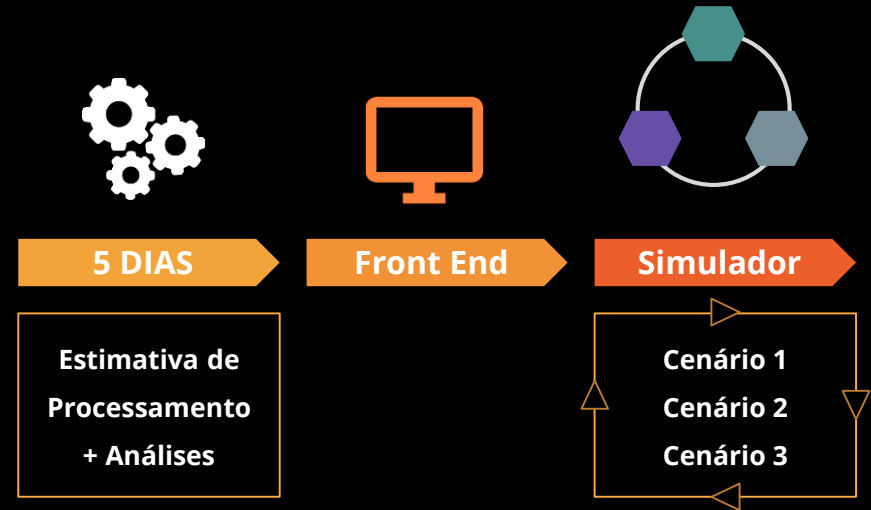 5 DIAS
Front End
Simulador
Estimativa de
Processamento
+ Análises
Cenário 1
Cenário 2
Cenário 3